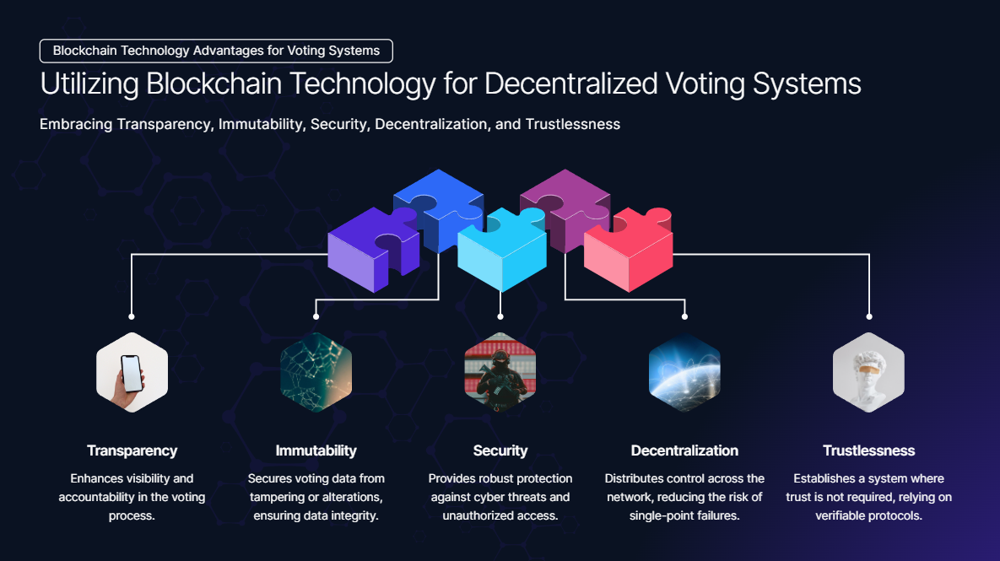 Blockchain Technology Advantages for Voting Systems
Utilizing Blockchain Technology for Decentralized Voting Systems
Embracing Transparency, Immutability, Security, Decentralization, and Trustlessness
Transparency
Enhances visibility and
accountability in the voting
process.
Immutability
Secures voting data from
tampering or alterations,
ensuring data integrity.
Security
Provides robust protection
against cyber threats and
unauthorized access.
Decentralization
Distributes control across the
network, reducing the risk of
single-point failures.
Trustlessness
Establishes a system where
trust is not required, relying on
verifiable protocols.